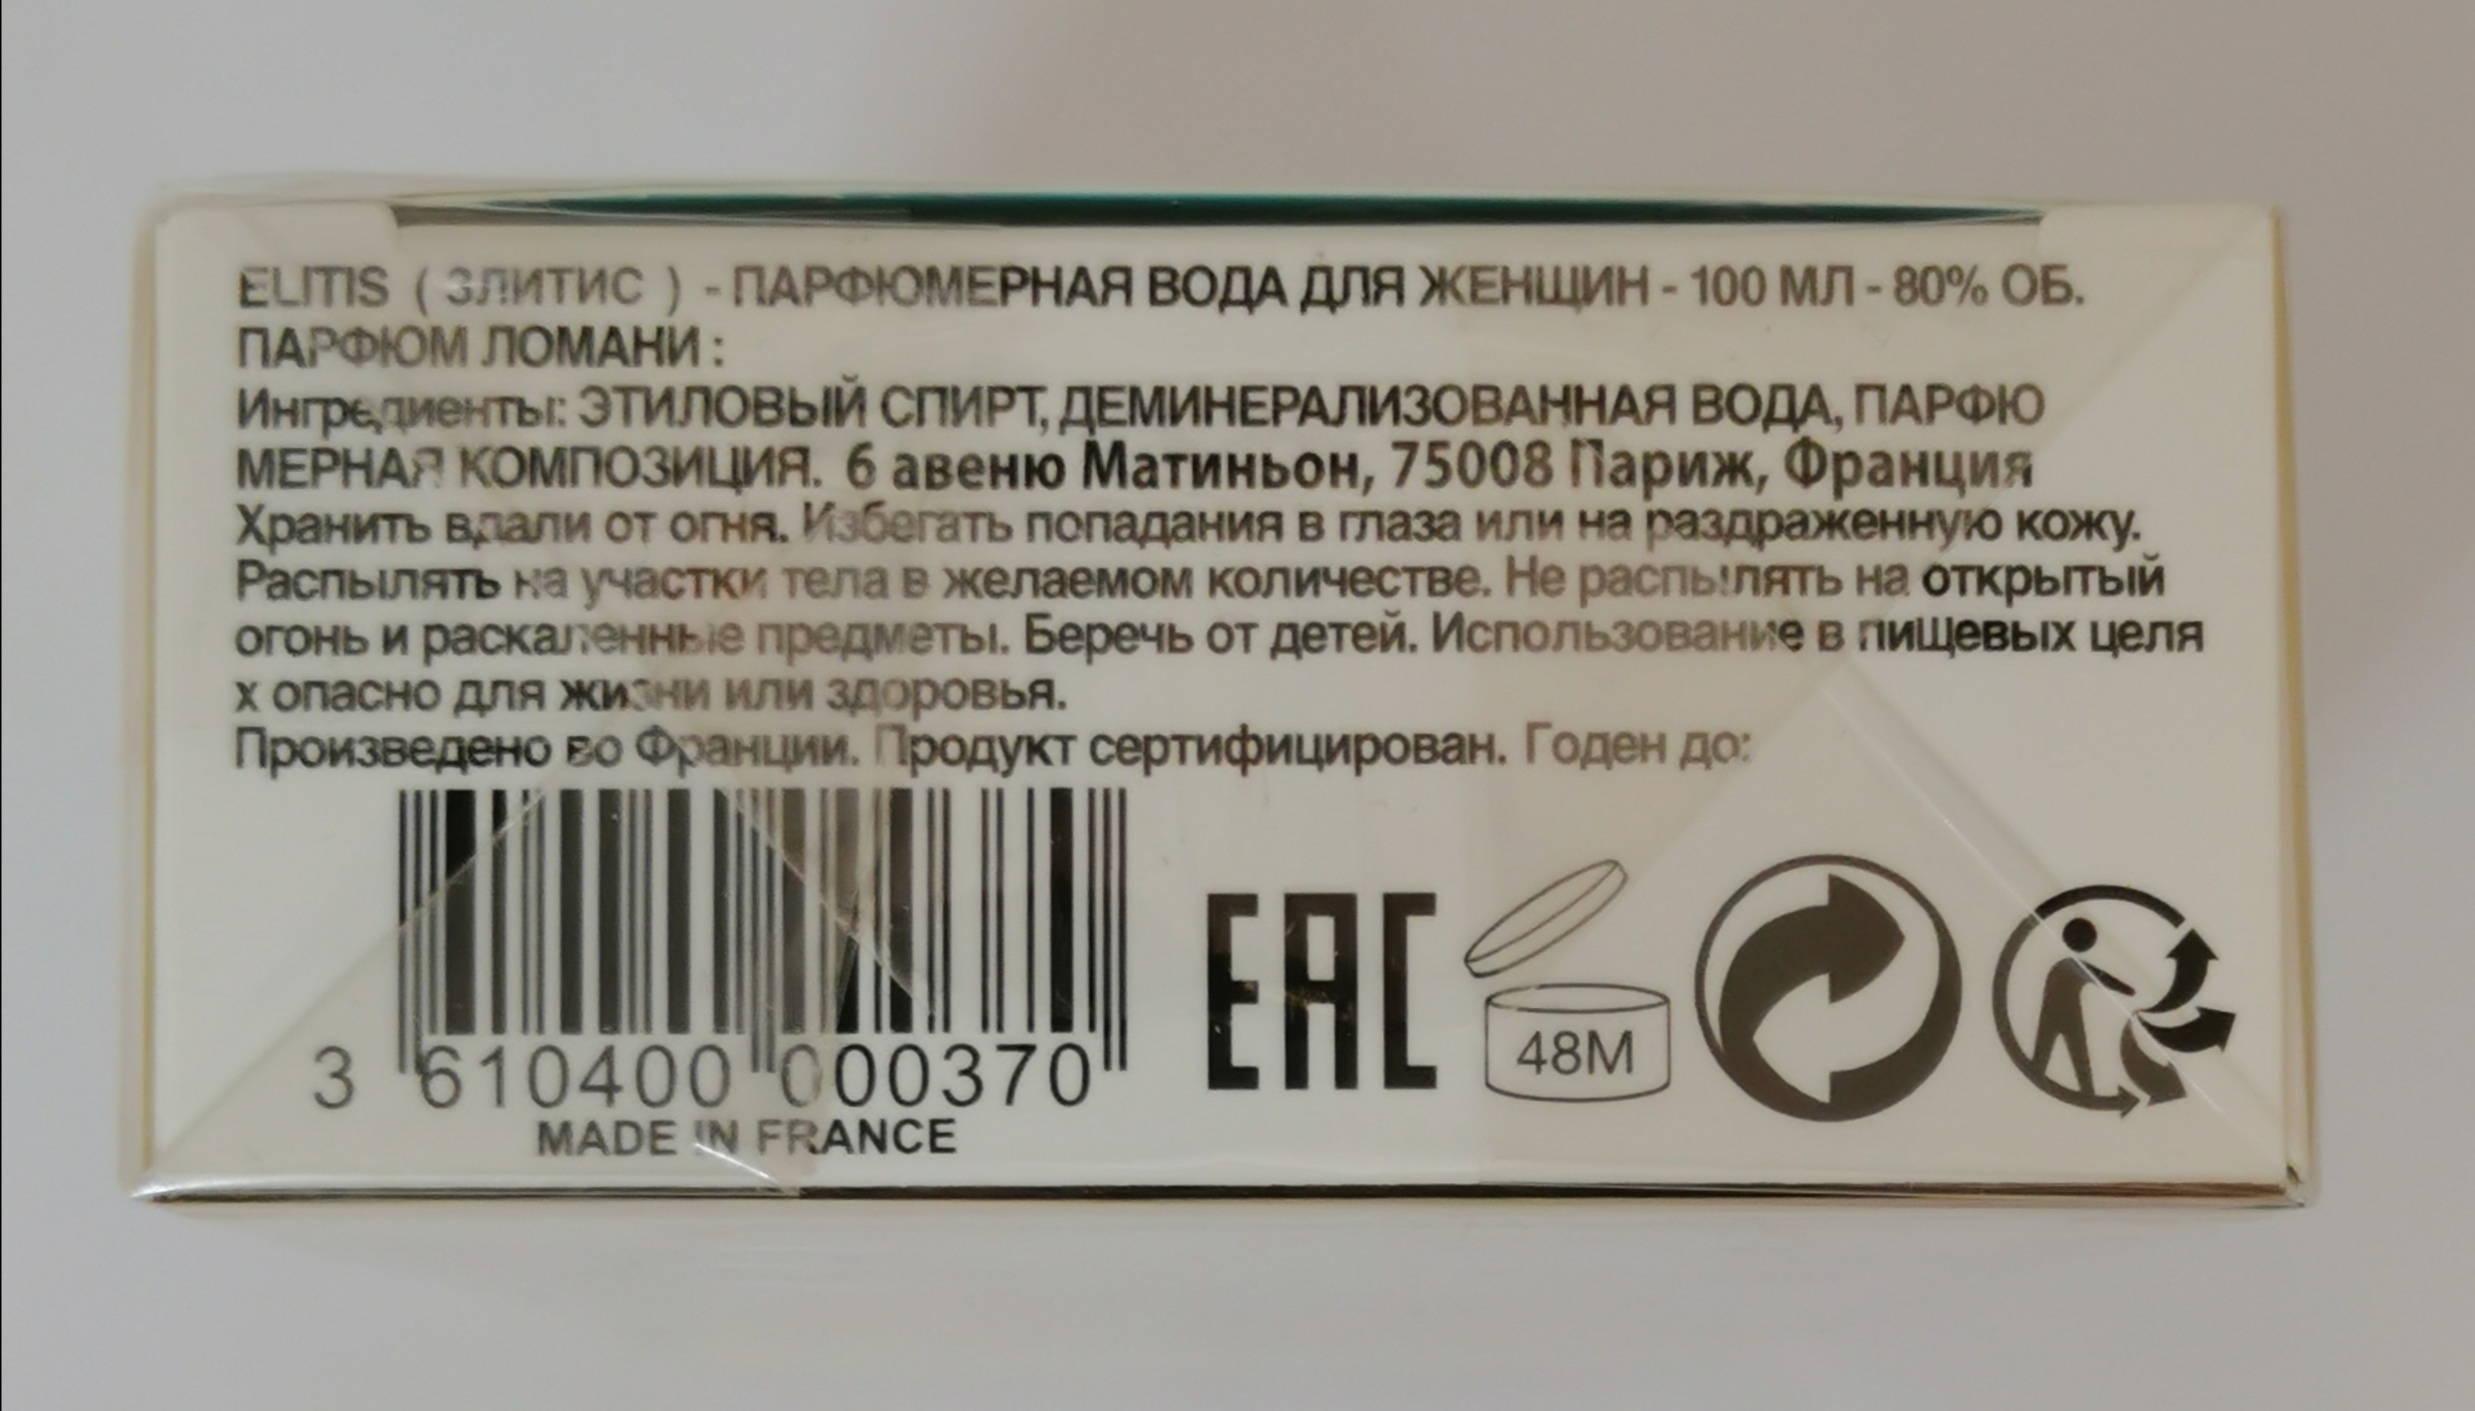 ELITIS ( ЗЛИТИС ) - ПАРФЮМЕРНАЯ ВОДА ДЛЯ ЖЕНЩИН - 100 МЛ - 80% ОБ.
ПАРФЮМ ЛОМАНИ :
Ингредиенты: ЭТИЛОВЫЙ СПИРТ, ДЕМИНЕРАЛИЗОВАННАЯ ВОДА, ПАРФЮ
МЕРНАЯ КОМПОЗИЦИЯ. 6 авеню Матиньон, 75008 Париж, Франция
Хранить вдали от огня. Избегать попадания в глаза или на раздраженную кожу.
Распылять на участки тела в желаемом количестве. Не распылять на открытый
огонь и раскаленные предметы. Беречь от детей. Использование в пиЩевых целя
х опасно для жизни или здоровья.
Произведено во Франции. Продукт сертифицирован. Годен до:
3 610400 000370
MADE IN FRANCE
EAC
48M